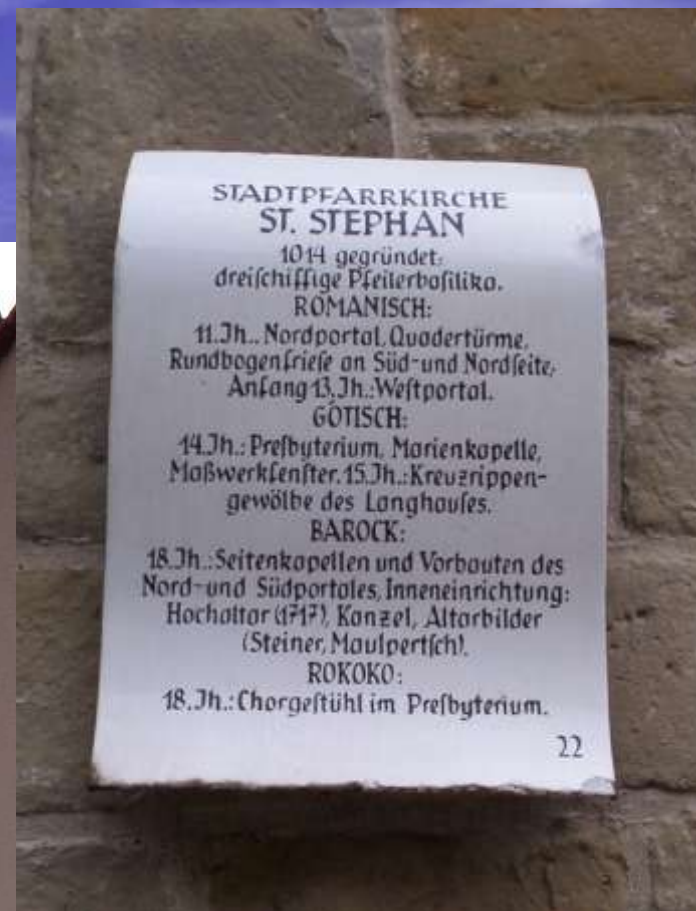 STADTPFARRKIRCHE
ST. STEPHAN
1014 gegründet:
dreiſchiffige Pfeilerbaſilika.
ROMANISCH:
11.Jh.. Nordportal, Quadertürme,
Rundbogenfrieſe an Süd-und Nordſeite,
Anfang 13.Jh.:Weſtportal.
GOTISCH:
14.Jh.: Preſbyterium, Marienkapelle,
Maßwerkfenſter. 15.Jh.:Kreuzrippen-
gewölbe des Langhauſes.
BAROCK:
18.Jh.:Seitenkapellen und Vorbauten des
Nord-und Südportales, Inneneinrichtung:
Hochaltar (1717), Kanzel, Altarbilder
(Steiner, Maulpertſch).
ROKOKO:
18.Jh.:Chorgeſtühl im Preſbyterium.
22